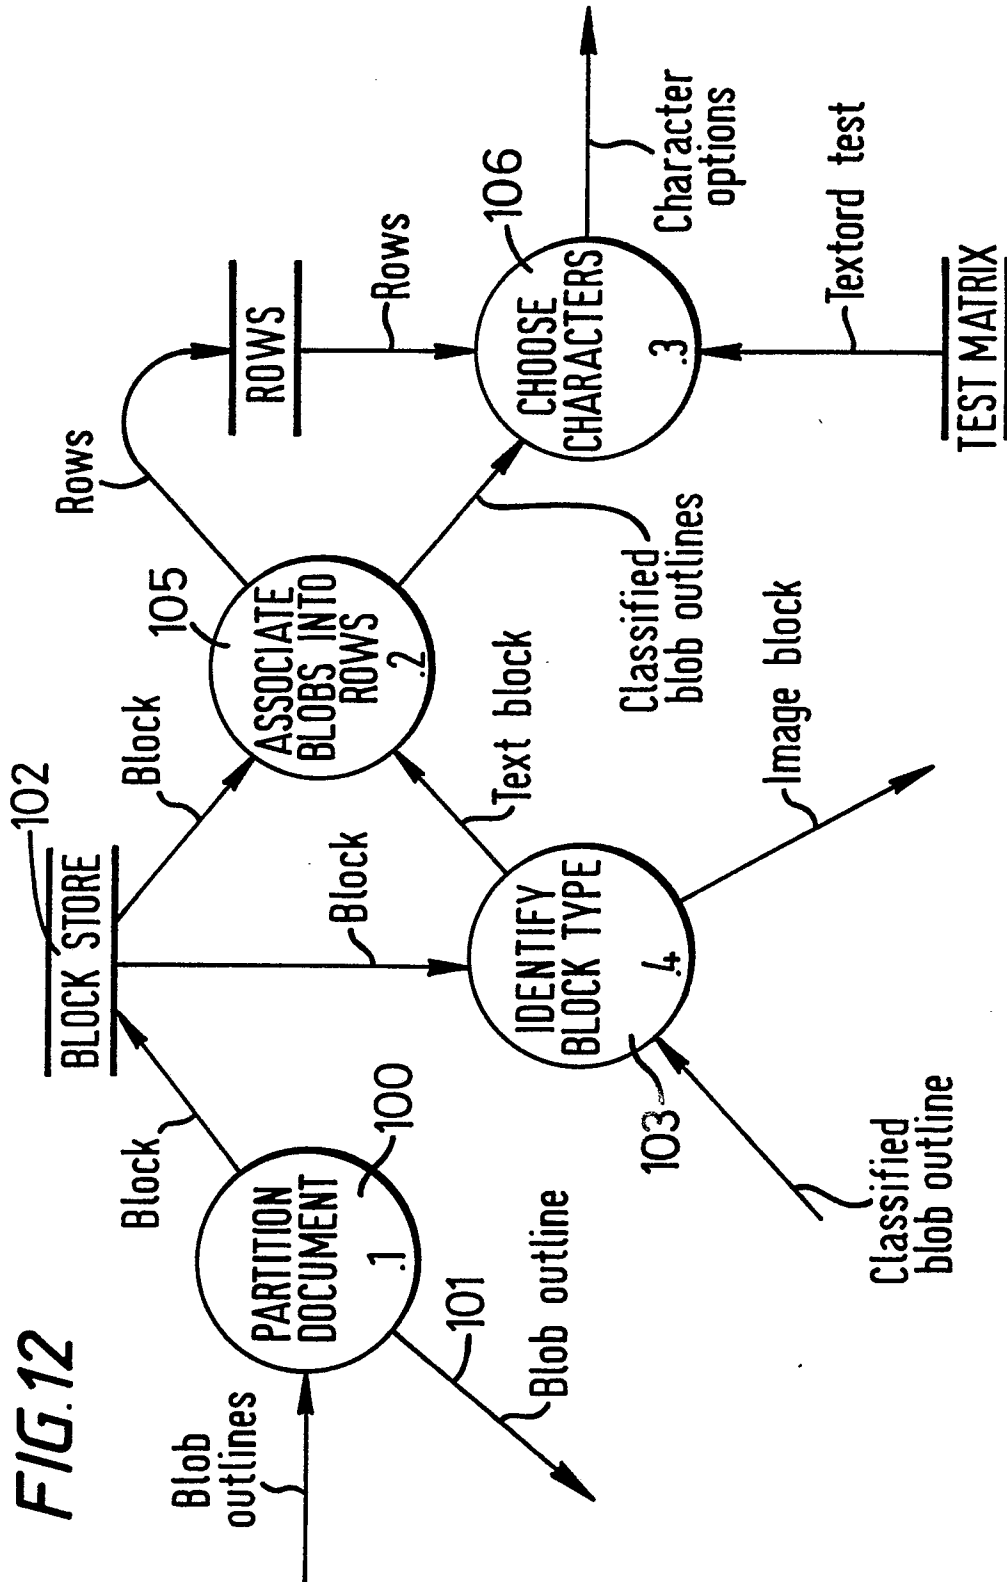 FIG.12
Blob
outlines
PARTITION
DOCUMENT
.1
100
101
Blob outline
Block
102
BLOCK STORE
Block
Block
103
IDENTIFY
BLOCK TYPE
.4
Classified
blob outline
Image block
Text block
105
ASSOCIATE
BLOBS INTO
ROWS
.2
Rows
ROWS
Rows
Classified
blob outlines
106
CHOOSE
CHARACTERS
.3
Character
options
Textord test
TEST MATRIX